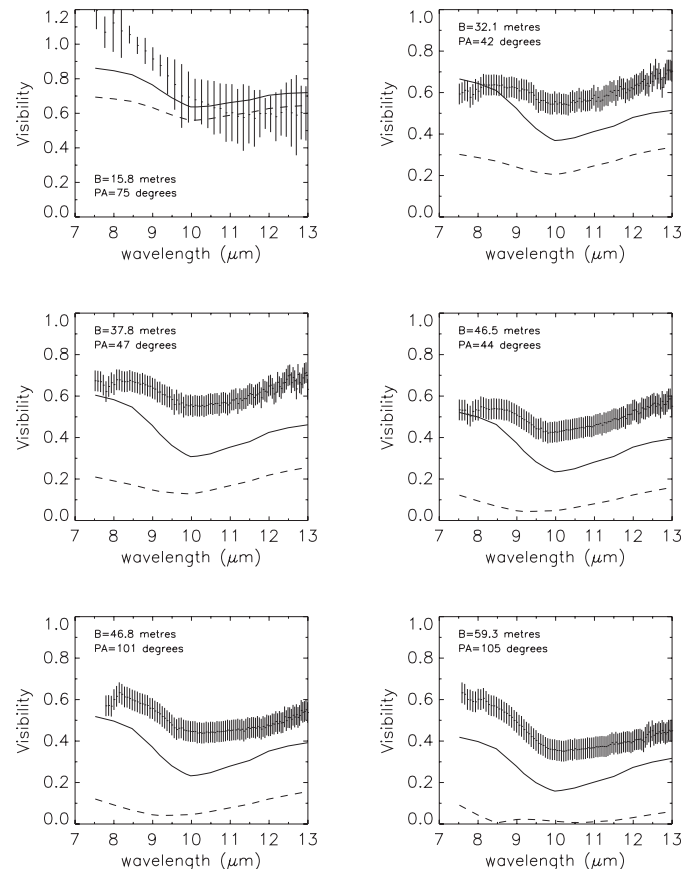 1.2
1.0
0.8
0.6
0.4
0.2
0.0
Visibility
B=15.8 metres
PA=75 degrees
7 8 9 10 11 12 13
wavelength (μm)
1.0
0.8
0.6
0.4
0.2
0.0
Visibility
B=32.1 metres
PA=42 degrees
7 8 9 10 11 12 13
wavelength (μm)
1.0
0.8
0.6
0.4
0.2
0.0
Visibility
B=37.8 metres
PA=47 degrees
7 8 9 10 11 12 13
wavelength (μm)
1.0
0.8
0.6
0.4
0.2
0.0
Visibility
B=46.5 metres
PA=44 degrees
7 8 9 10 11 12 13
wavelength (μm)
1.0
0.8
0.6
0.4
0.2
0.0
Visibility
B=46.8 metres
PA=101 degrees
7 8 9 10 11 12 13
wavelength (μm)
1.0
0.8
0.6
0.4
0.2
0.0
Visibility
B=59.3 metres
PA=105 degrees
7 8 9 10 11 12 13
wavelength (μm)